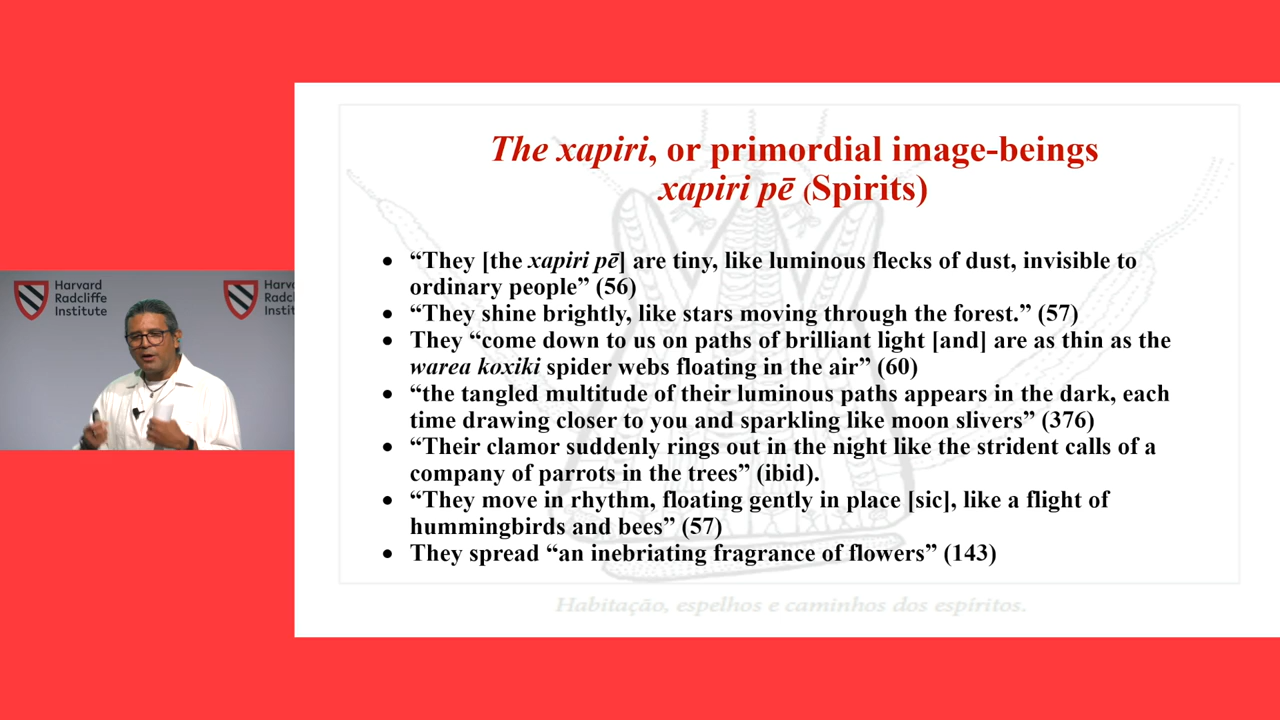 Harvard
Radcliffe
Institute
Harv
Radcli
Instit
The xapiri, or primordial image-beings
xapiri pē (Spirits)
• “They [the xapiri pē] are tiny, like luminous flecks of dust, invisible to
ordinary people” (56)
• “They shine brightly, like stars moving through the forest.” (57)
• They “come down to us on paths of brilliant light [and] are as thin as the
warea koxiki spider webs floating in the air” (60)
• “the tangled multitude of their luminous paths appears in the dark, each
time drawing closer to you and sparkling like moon slivers” (376)
• “Their clamor suddenly rings out in the night like the strident calls of a
company of parrots in the trees” (ibid).
• “They move in rhythm, floating gently in place [sic], like a flight of
hummingbirds and bees” (57)
• They spread “an inebriating fragrance of flowers” (143)
Habitação, espelhos e caminhos dos espíritos.